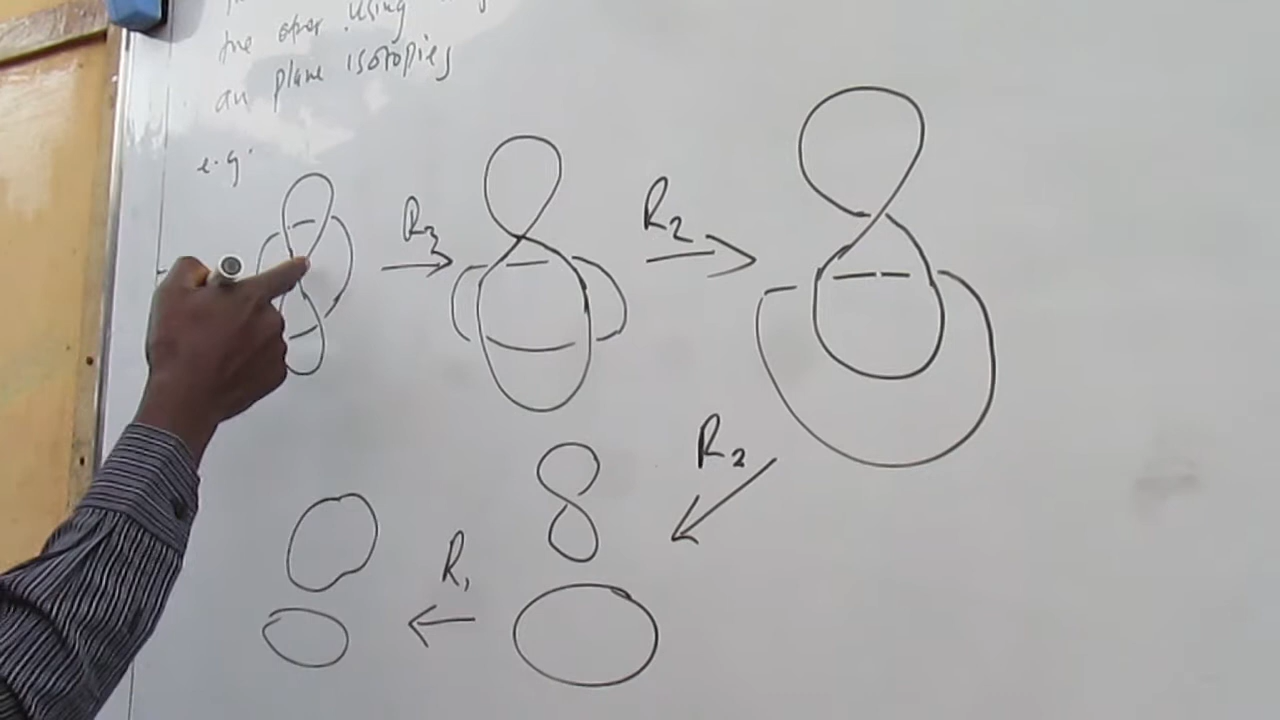 the other using
an plane isotopies
e.g.
R3
R2
R2
R1